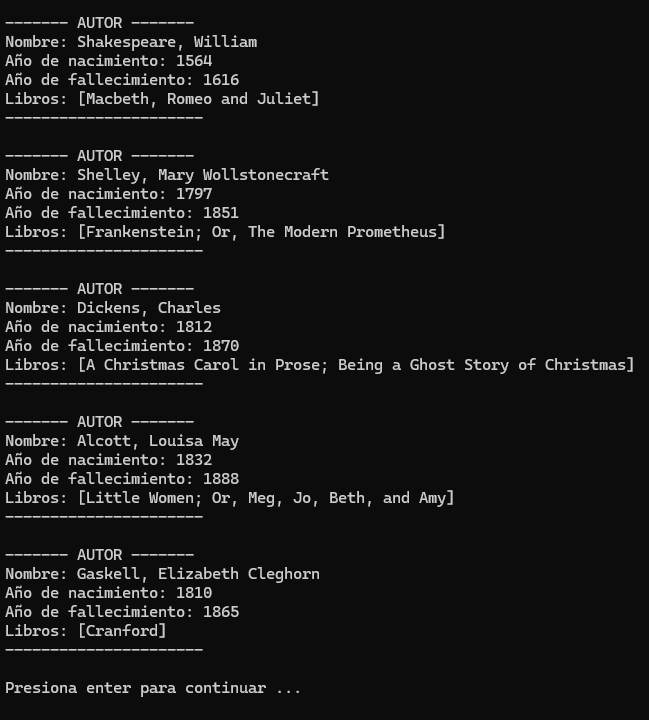 ------- AUTOR -------
Nombre: Shakespeare, William
Año de nacimiento: 1564
Año de fallecimiento: 1616
Libros: [Macbeth, Romeo and Juliet]
----------------------
------- AUTOR -------
Nombre: Shelley, Mary Wollstonecraft
Año de nacimiento: 1797
Año de fallecimiento: 1851
Libros: [Frankenstein; Or, The Modern Prometheus]
----------------------
------- AUTOR -------
Nombre: Dickens, Charles
Año de nacimiento: 1812
Año de fallecimiento: 1870
Libros: [A Christmas Carol in Prose; Being a Ghost Story of Christmas]
----------------------
------- AUTOR -------
Nombre: Alcott, Louisa May
Año de nacimiento: 1832
Año de fallecimiento: 1888
Libros: [Little Women; Or, Meg, Jo, Beth, and Amy]
----------------------
------- AUTOR -------
Nombre: Gaskell, Elizabeth Cleghorn
Año de nacimiento: 1810
Año de fallecimiento: 1865
Libros: [Cranford]
----------------------
Presiona enter para continuar ...